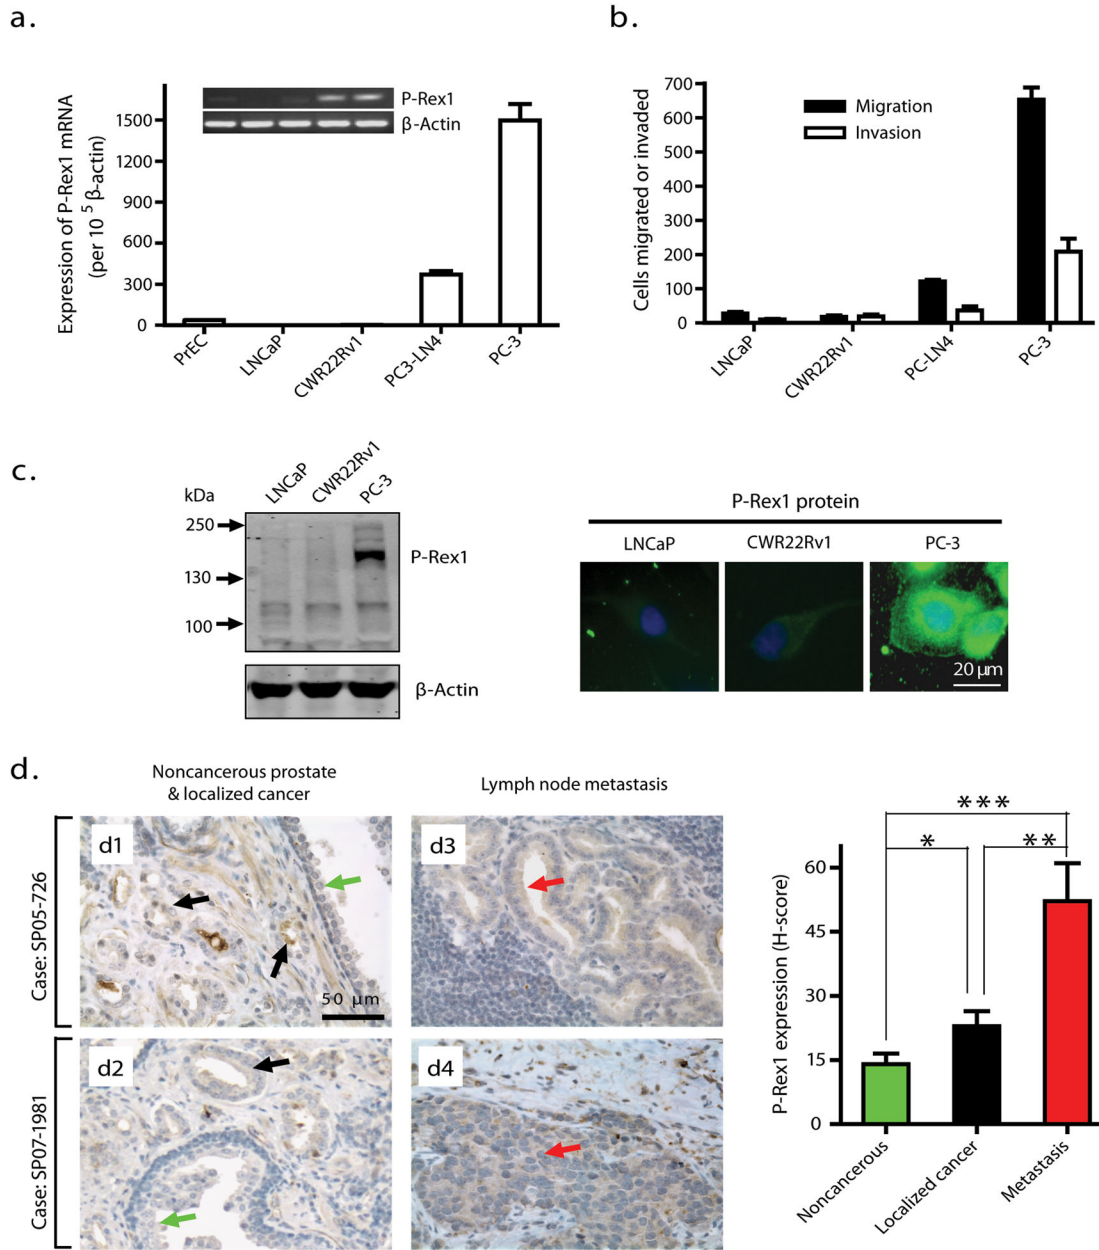 a.
Expression of P-Rex1 mRNA
(per 10 5 β-actin)
1500
1200
900
600
300
0
P-Rex1
β-Actin
PrEC
LNCaP
CWR22Rv1
PC3-LN4
PC-3
b.
Cells migrated or invaded
700
600
500
400
300
200
100
0
Migration
Invasion
LNCaP
CWR22Rv1
PC-LN4
PC-3
c.
kDa
250
130
100
LNCaP
CWR22Rv1
PC-3
P-Rex1
β-Actin
P-Rex1 protein
LNCaP
CWR22Rv1
PC-3
20 µm
d.
Noncancerous prostate
& localized cancer
Lymph node metastasis
Case: SP05-726
d1
50 µm
d3
Case: SP07-1981
d2
d4
P-Rex1 expression (H-score)
60
45
30
15
0
***
*
**
Noncancerous
Localized cancer
Metastasis